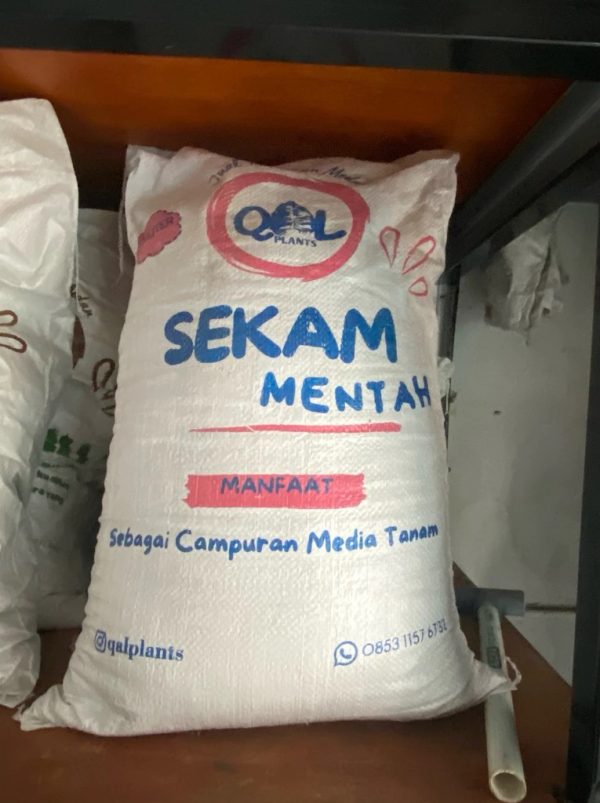 QAL
PLANTS
SEKAM
MENTAH
MANFAAT
Sebagai Campuran Media Tanam
qalplants
0853 1157 6732